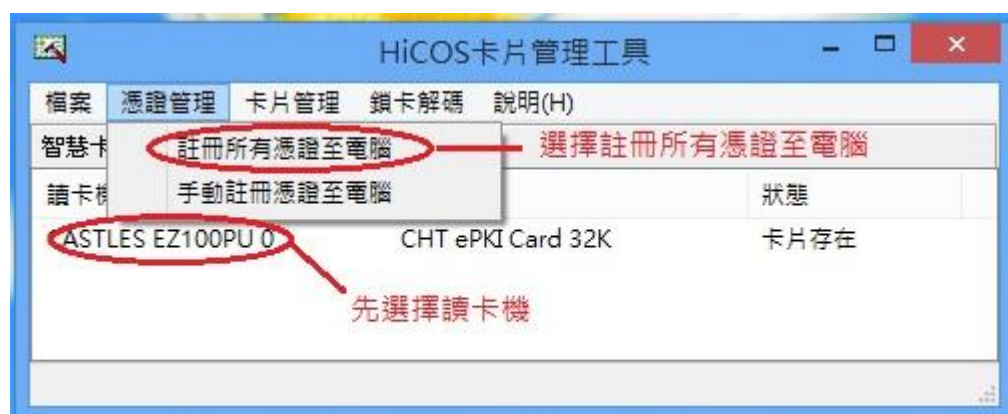 HiCOS卡片管理工具
檔案 憑證管理 卡片管理 鎖卡解碼 說明(H)
智慧卡
註冊所有憑證至電腦
選擇註冊所有憑證至電腦
讀卡機
手動註冊憑證至電腦
狀態
CASTLES EZ100PU 0 CHT ePKI Card 32K 卡片存在
先選擇讀卡機